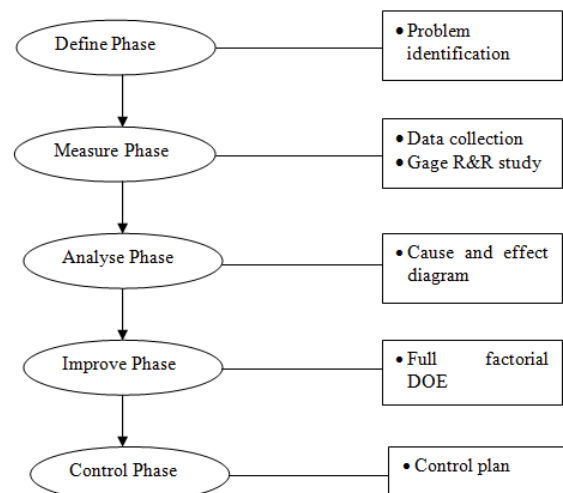 Define Phase
• Problem
identification
Measure Phase
• Data collection
• Gage R&R study
Analyse Phase
• Cause and effect
diagram
Improve Phase
• Full factorial
DOE
Control Phase
• Control plan